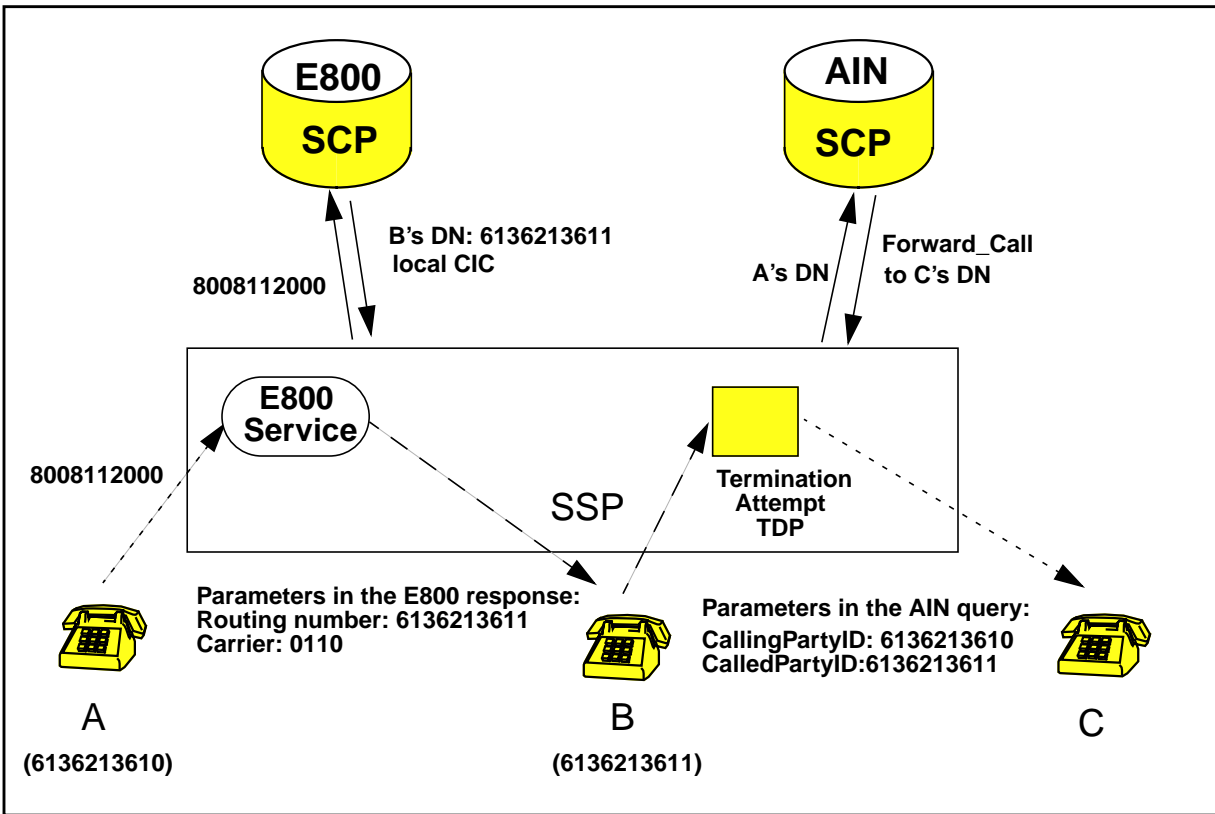 E800
SCP
AIN
SCP
B’s DN: 6136213611
local CIC
8008112000
A’s DN
Forward_Call
to C’s DN
E800
Service
8008112000
Termination
Attempt
TDP
SSP
Parameters in the E800 response:
Routing number: 6136213611
Carrier: 0110
Parameters in the AIN query:
CallingPartyID: 6136213610
CalledPartyID:6136213611
A
(6136213610)
B
(6136213611)
C